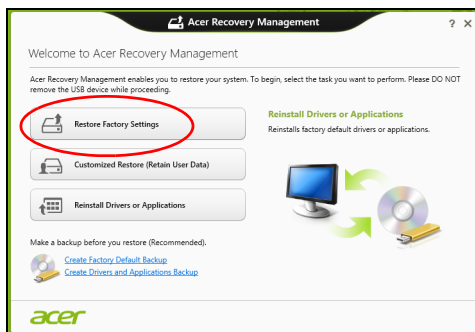 Acer Recovery Management
? X
Welcome to Acer Recovery Management
Acer Recovery Management enables you to restore your system. To begin, select the task you want to perform. Please DO NOT
remove the USB device while proceeding.
Restore Factory Settings
Customized Restore (Retain User Data)
Reinstall Drivers or Applications
Reinstall Drivers or Applications
Reinstalls factory default drivers or applications.
Make a backup before you restore (Recommended).
Create Factory Default Backup
Create Drivers and Applications Backup
acer